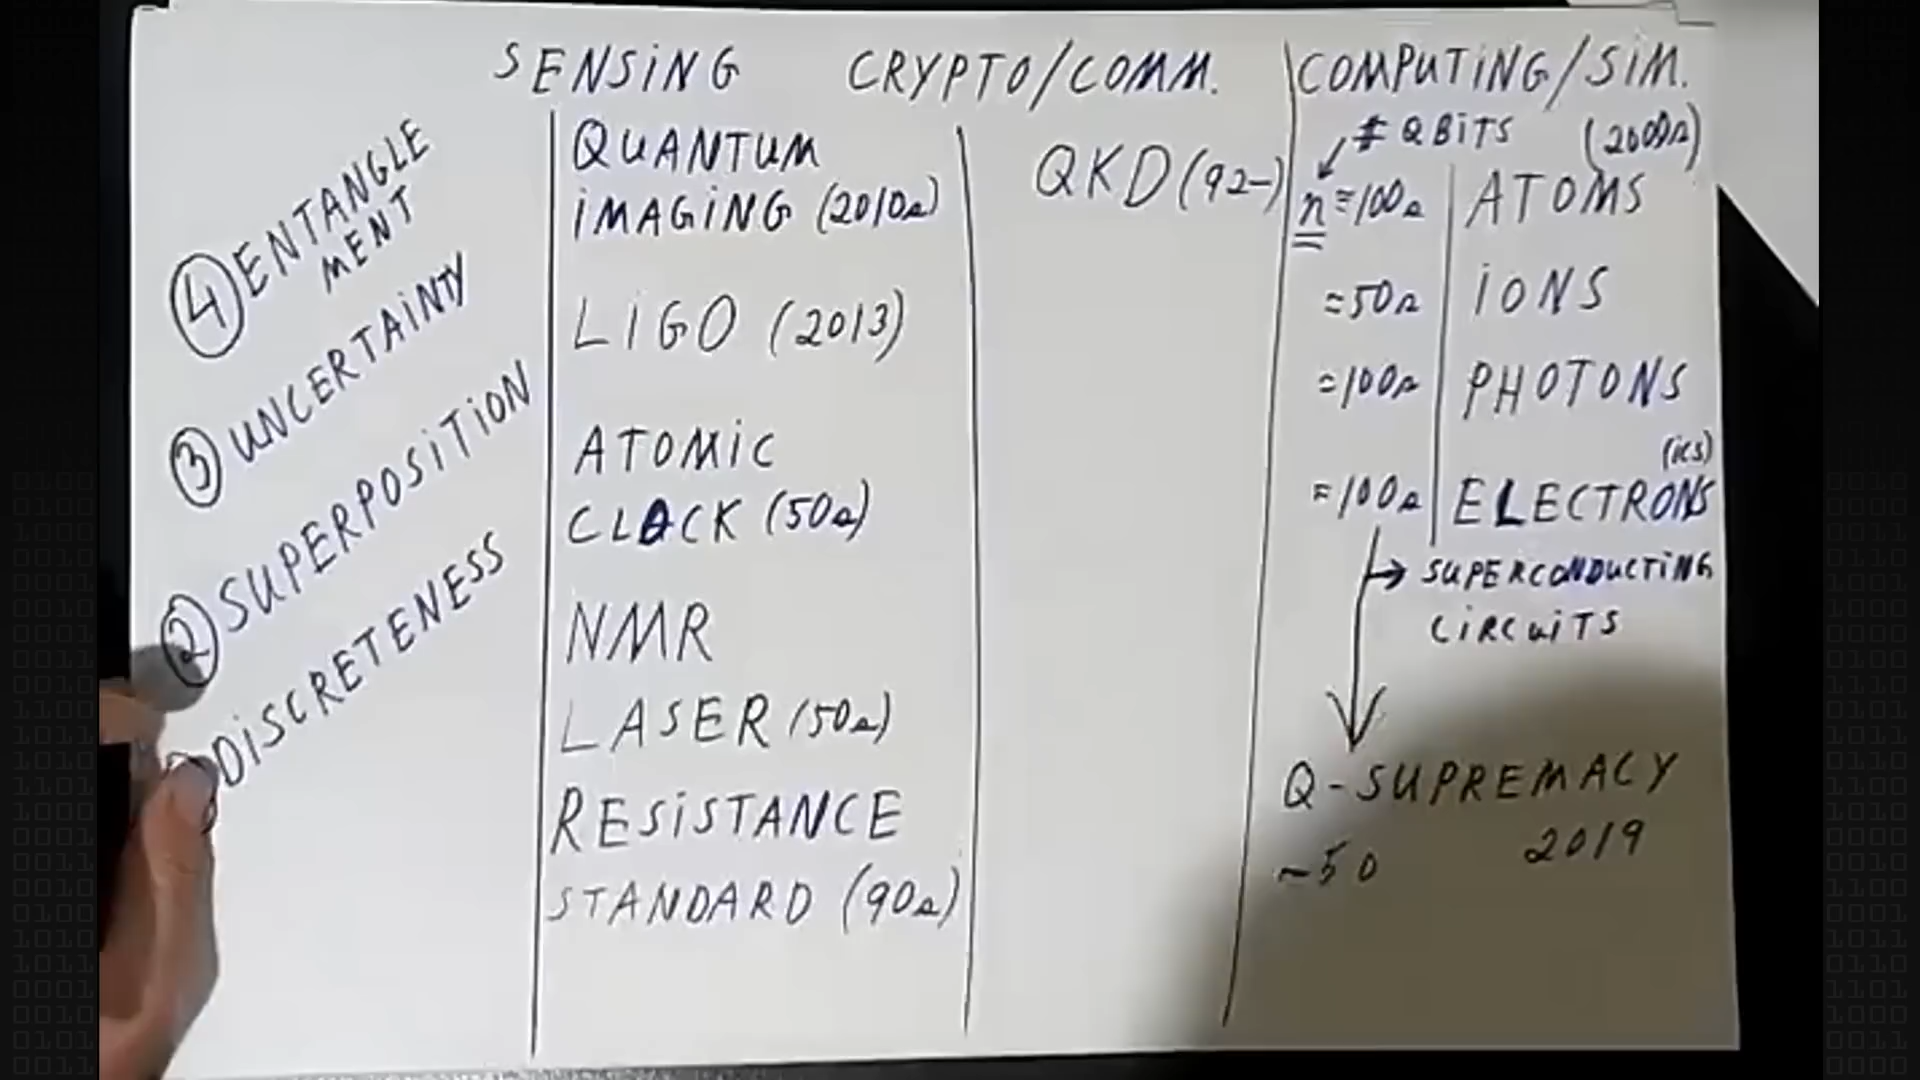 SENSING
CRYPTO/COMM.
COMPUTING/SIM.
④ ENTANGLE
MENT
③ UNCERTAINTY
② SUPERPOSITION
DISCRETENESS
QUANTUM
IMAGING (2010s)
LIGO (2013)
ATOMIC
CLOCK (50s)
NMR
LASER (50s)
RESISTANCE
STANDARD (90s)
QKD (92-)
# QBITS (2000s)
n = 100s ATOMS
= 50s IONS
= 100s PHOTONS
(ICS)
= 100s ELECTRONS
→ SUPERCONDUCTING
CIRCUITS
Q-SUPREMACY
~50 2019